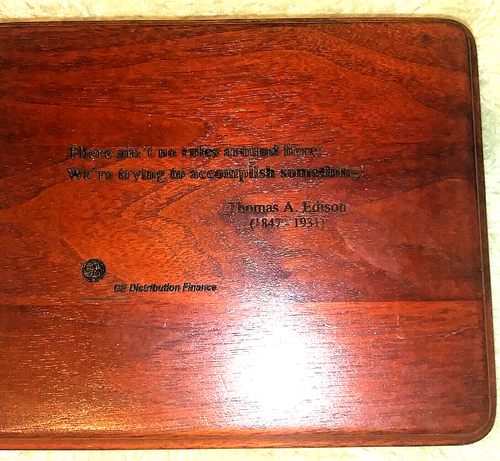 There ain't no rules around here!
We're trying to accomplish something!
Thomas A. Edison
(1847 - 1931)
GE Distribution Finance